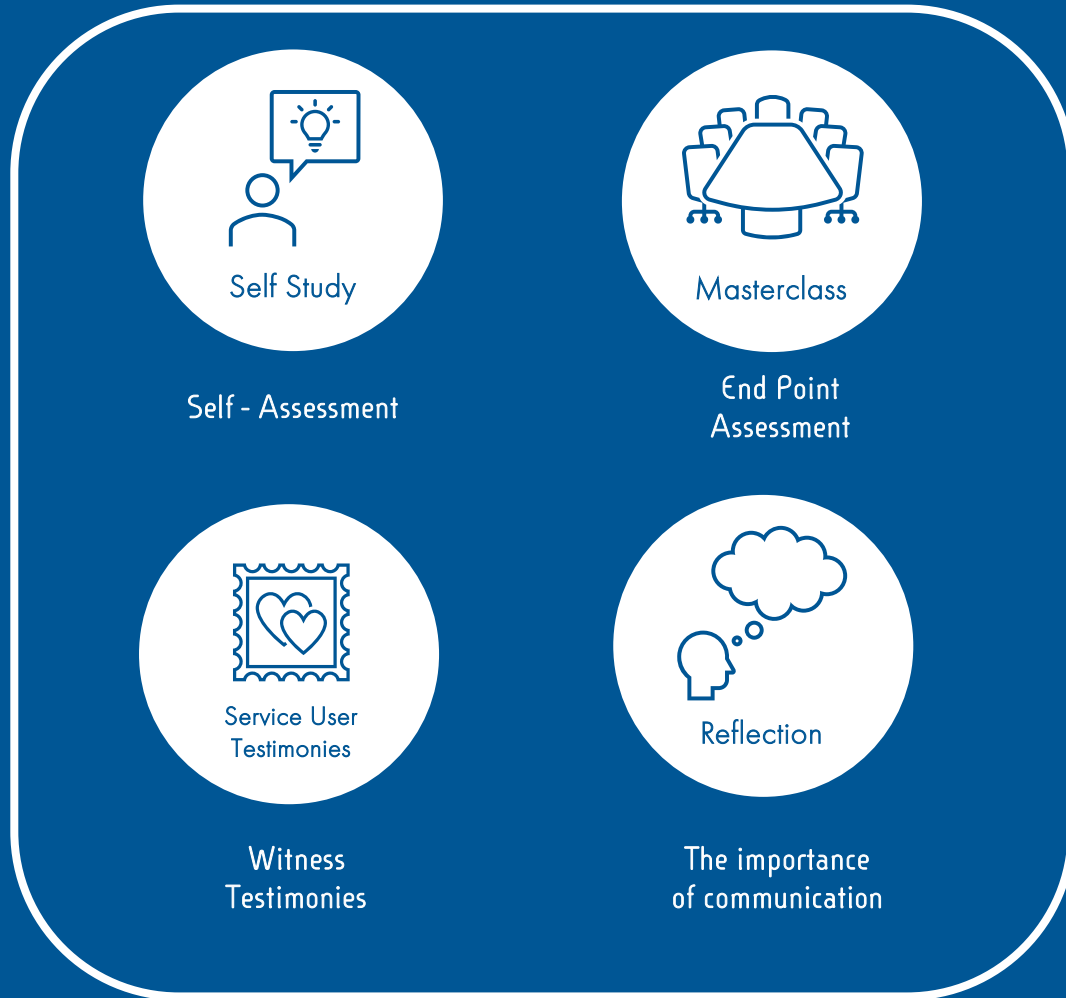 Self Study
Self - Assessment
Masterclass
End Point
Assessment
Service User
Testimonies
Witness
Testimonies
Reflection
The importance
of communication